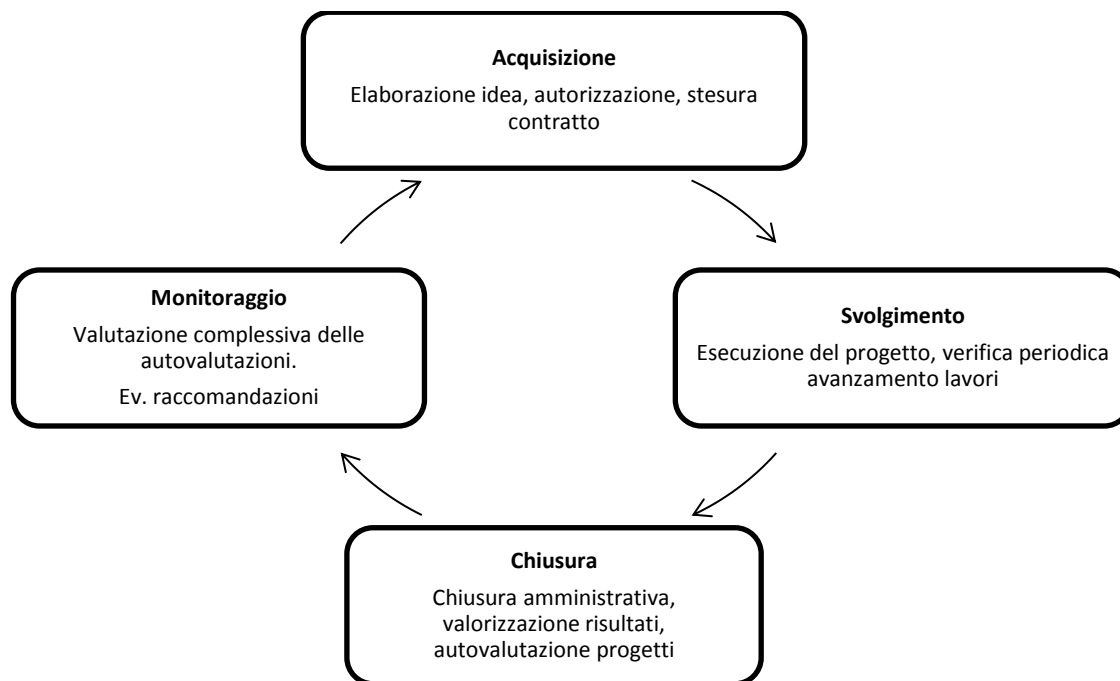 Acquisizione
Elaborazione idea, autorizzazione, stesura
contratto
Monitoraggio
Valutazione complessiva delle
autovalutazioni.
Ev. raccomandazioni
Svolgimento
Esecuzione del progetto, verifica periodica
avanzamento lavori
Chiusura
Chiusura amministrativa,
valorizzazione risultati,
autovalutazione progetti